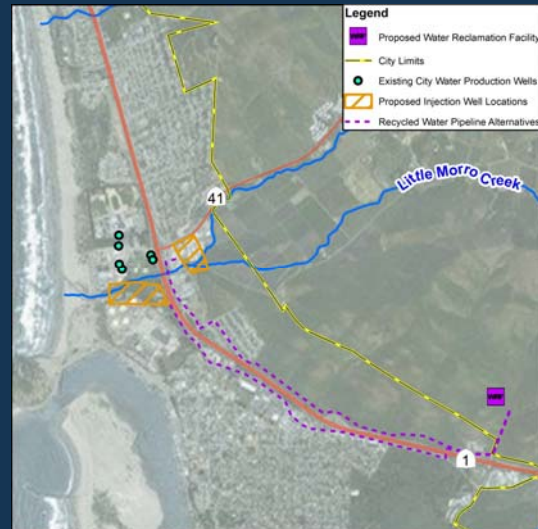 Legend
Proposed Water Reclamation Facility
City Limits
Existing City Water Production Wells
Proposed Injection Well Locations
Recycled Water Pipeline Alternatives
Little Morro Creek
41
1